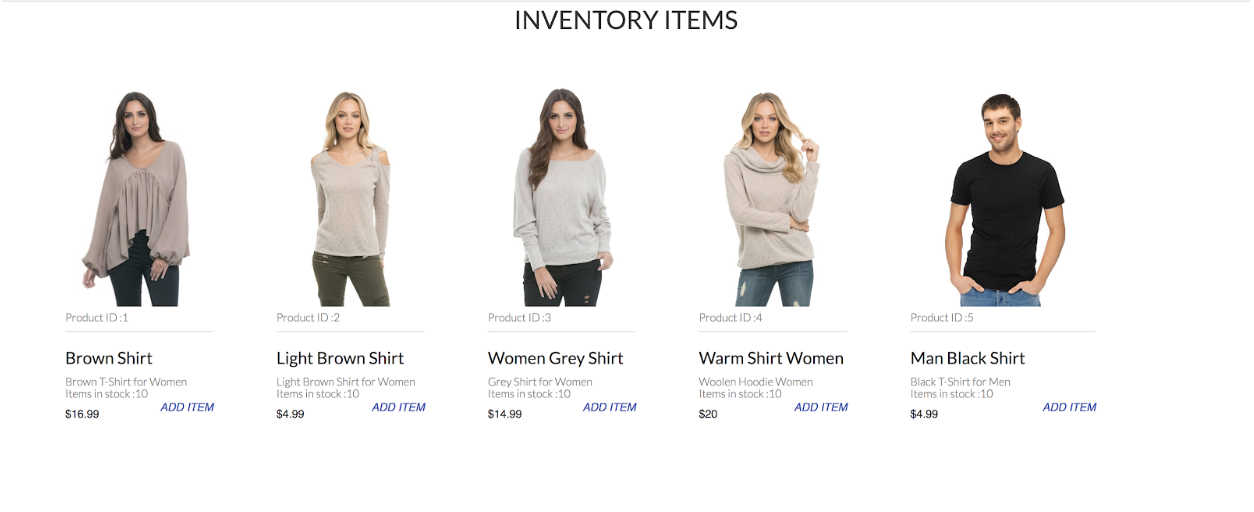 INVENTORY ITEMS
Product ID :1
Brown Shirt
Brown T-Shirt for Women
Items in stock :10
ADD ITEM
$16.99
Product ID :2
Light Brown Shirt
Light Brown Shirt for Women
Items in stock :10
ADD ITEM
$4.99
Product ID :3
Women Grey Shirt
Grey Shirt for Women
Items in stock :10
ADD ITEM
$14.99
Product ID :4
Warm Shirt Women
Woolen Hoodie Women
Items in stock :10
ADD ITEM
$20
Product ID :5
Man Black Shirt
Black T-Shirt for Men
Items in stock :10
ADD ITEM
$4.99